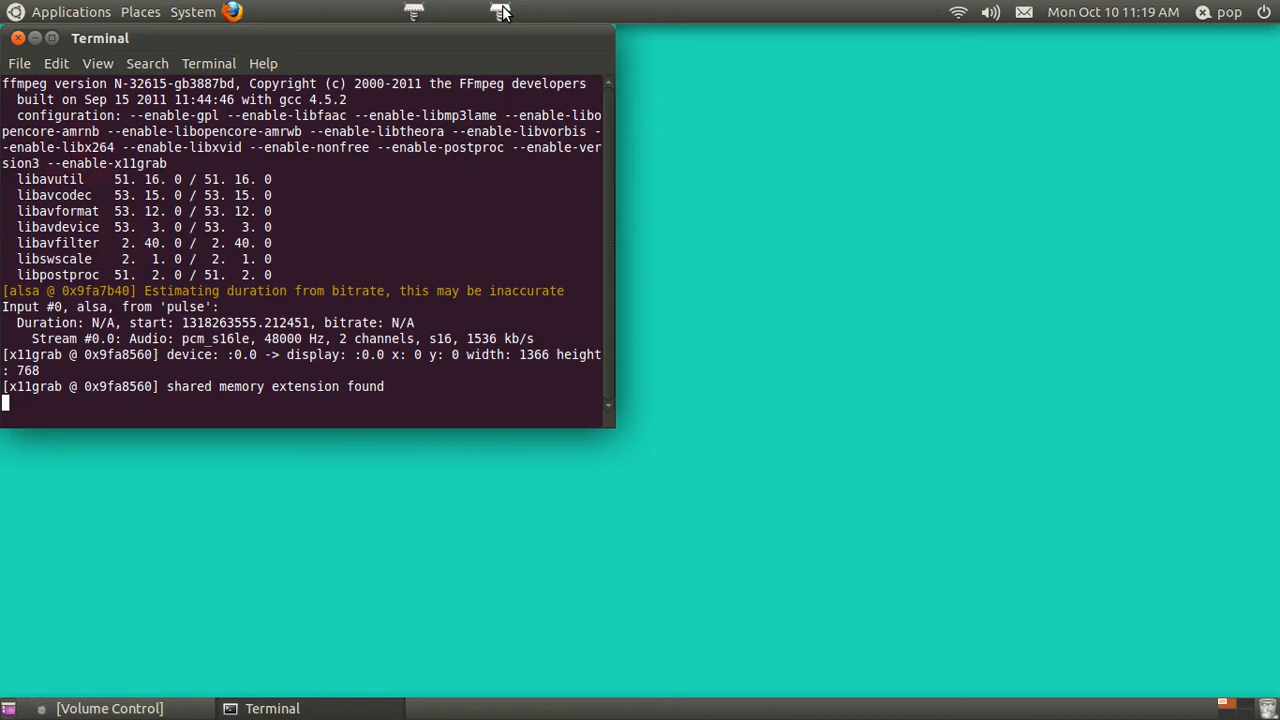 Applications Places System Mon Oct 10 11:19 AM pop
Terminal
File Edit View Search Terminal Help
ffmpeg version N-32615-gb3887bd, Copyright (c) 2000-2011 the FFmpeg developers
  built on Sep 15 2011 11:44:46 with gcc 4.5.2
  configuration: --enable-gpl --enable-libfaac --enable-libmp3lame --enable-libo
pencore-amrnb --enable-libopencore-amrwb --enable-libtheora --enable-libvorbis -
-enable-libx264 --enable-libxvid --enable-nonfree --enable-postproc --enable-ver
sion3 --enable-x11grab
  libavutil    51. 16. 0 / 51. 16. 0
  libavcodec   53. 15. 0 / 53. 15. 0
  libavformat  53. 12. 0 / 53. 12. 0
  libavdevice  53.  3. 0 / 53.  3. 0
  libavfilter   2. 40. 0 /  2. 40. 0
  libswscale    2.  1. 0 /  2.  1. 0
  libpostproc  51.  2. 0 / 51.  2. 0
[alsa @ 0x9fa7b40] Estimating duration from bitrate, this may be inaccurate
Input #0, alsa, from 'pulse':
  Duration: N/A, start: 1318263555.212451, bitrate: N/A
    Stream #0.0: Audio: pcm_s16le, 48000 Hz, 2 channels, s16, 1536 kb/s
[x11grab @ 0x9fa8560] device: :0.0 -> display: :0.0 x: 0 y: 0 width: 1366 height
: 768
[x11grab @ 0x9fa8560] shared memory extension found
[Volume Control] Terminal